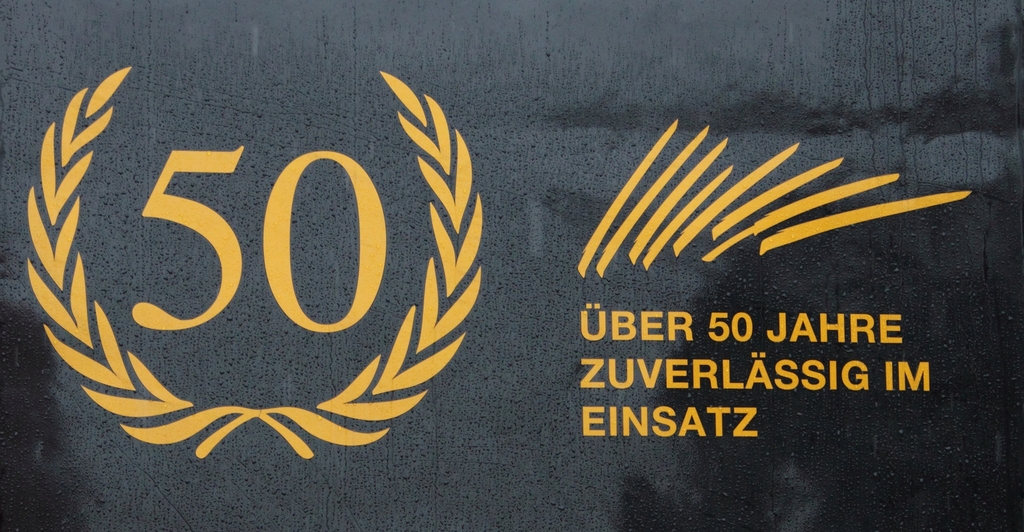 50
ÜBER 50 JAHRE
ZUVERLÄSSIG IM
EINSATZ